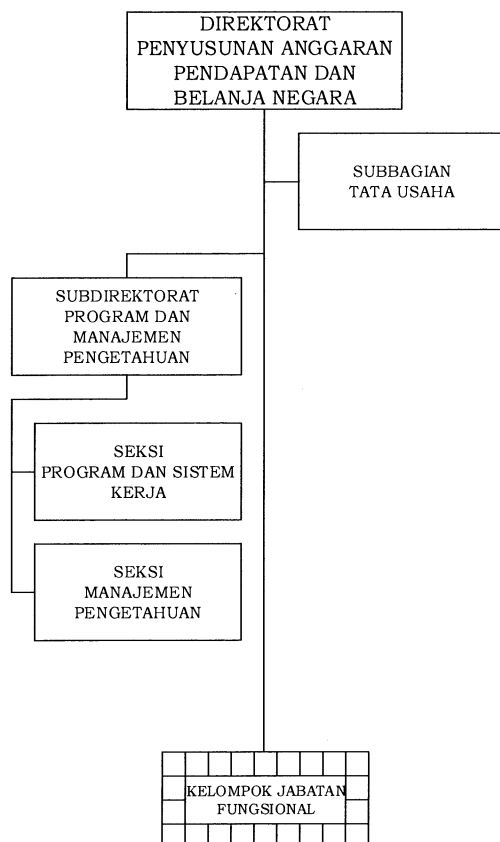 DIREKTORAT
PENYUSUNAN ANGGARAN
PENDAPATAN DAN
BELANJA NEGARA
SUBBAGIAN
TATA USAHA
SUBDIREKTORAT
PROGRAM DAN
MANAJEMEN
PENGETAHUAN
SEKSI
PROGRAM DAN SISTEM
KERJA
SEKSI
MANAJEMEN
PENGETAHUAN
KELOMPOK JABATAN
FUNGSIONAL